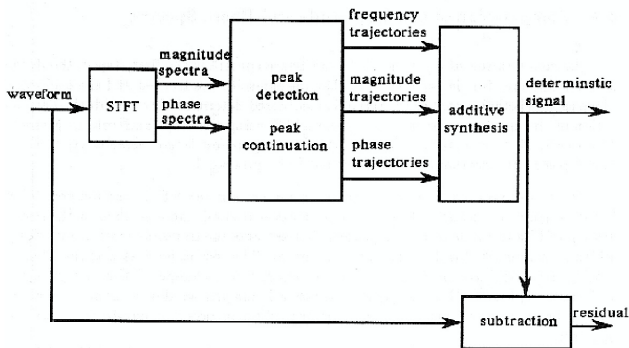 frequency
trajectories
magnitude
spectra
peak
detection
magnitude
trajectories
determinstic
signal
waveform
STFT
phase
spectra
additive
synthesis
peak
continuation
phase
trajectories
subtraction
residual